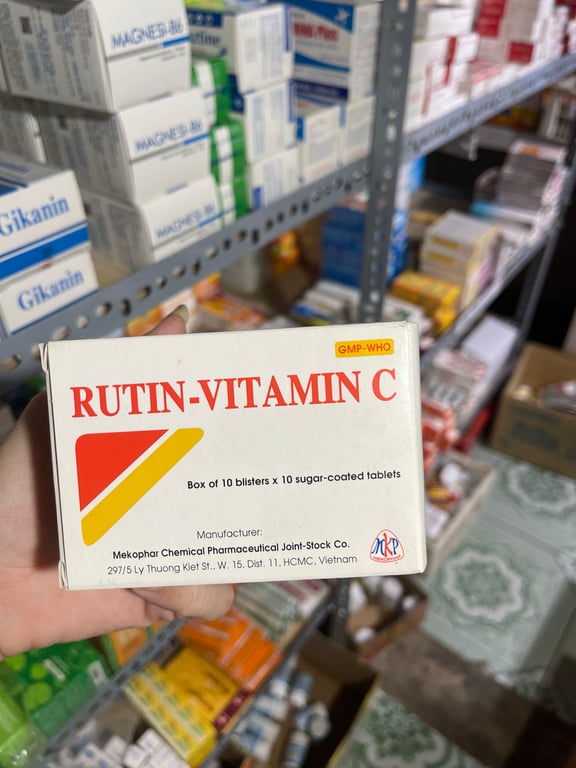 MAGNESI-B6
MAGNESI-B6
MAGNESI-B6
Gikanin
Gikanin
GMP-WHO
RUTIN-VITAMIN C
Box of 10 blisters x 10 sugar-coated tablets
Manufacturer:
Mekophar Chemical Pharmaceutical Joint-Stock Co.
297/5 Ly Thuong Kiet St., W. 15, Dist. 11, HCMC, Vietnam
MKP